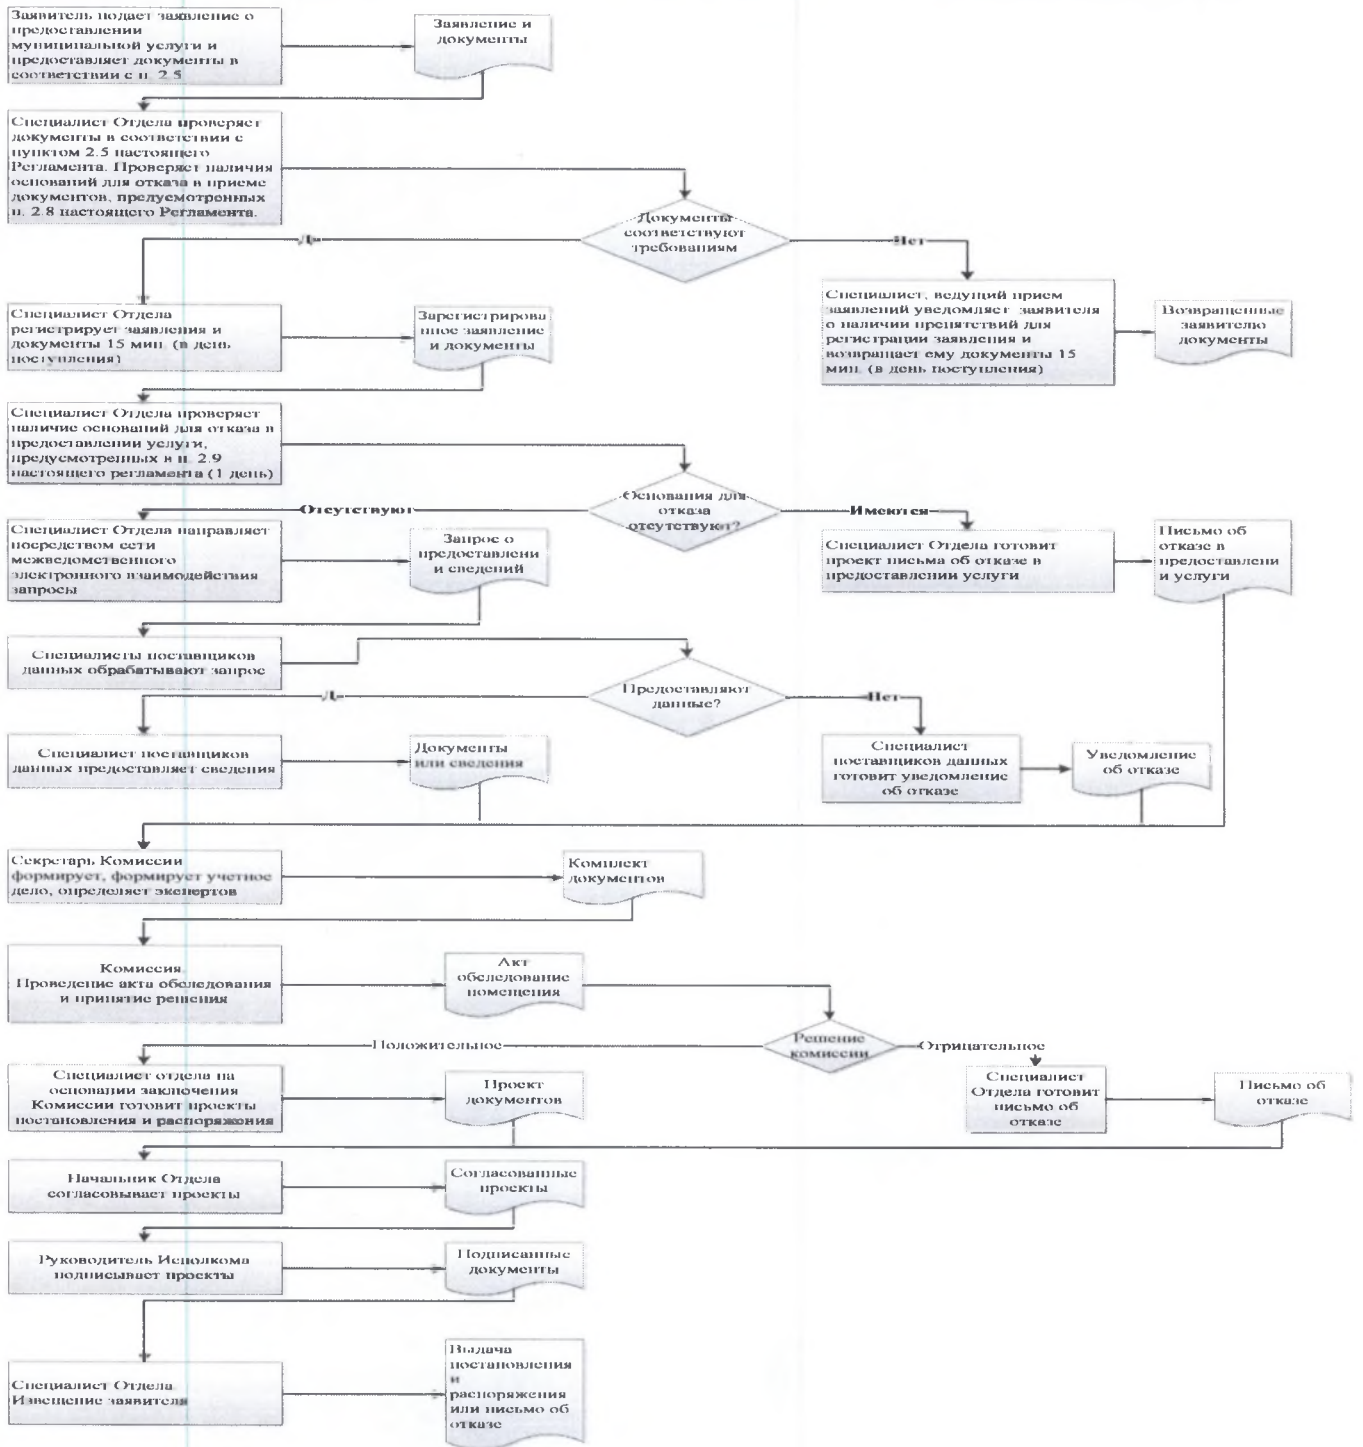 Заявитель подает заявление о
предоставлении
муниципальной услуги и
предоставляет документы в
соответствии с п. 2.5
Заявление и
документы
Специалист Отдела проверяет
документы в соответствии с
пунктом 2.5 настоящего
Регламента. Проверяет наличия
оснований для отказа в приеме
документов, предусмотренных
п. 2.8 настоящего Регламента.
Документы
соответствуют
требованиям
Да
Нет
Специалист Отдела
регистрирует заявления и
документы 15 мин. (в день
поступления)
Зарегистрирова
нное заявление
и документы
Специалист, ведущий прием
заявлений уведомляет заявителя
о наличии препятствий для
регистрации заявления и
возвращает ему документы 15
мин. (в день поступления)
Возвращенные
заявителю
документы
Специалист Отдела проверяет
наличие оснований для отказа в
предоставлении услуги,
предусмотренных в п. 2.9
настоящего регламента (1 день)
Основания для
отказа
отсутствуют?
Отсутствуют
Имеются
Специалист Отдела направляет
посредством сети
межведомственного
электронного взаимодействия
запросы
Запрос о
предоставлени
и сведений
Специалист Отдела готовит
проект письма об отказе в
предоставлении услуги
Письмо об
отказе в
предоставлени
и услуги
Специалисты поставщиков
данных обрабатывают запрос
Предоставляют
данные?
Да
Нет
Специалист поставщиков
данных предоставляет сведения
Документы
или сведения
Специалист
поставщиков данных
готовит уведомление
об отказе
Уведомление
об отказе
Секретарь Комиссии
формирует, формирует учетное
дело, определяет экспертов
Комплект
документов
Комиссия.
Проведение акта обследования
и принятие решения
Акт
обследование
помещения
Решение
комиссии
Положительное
Отрицательное
Специалист отдела на
основании заключения
Комиссии готовит проекты
постановления и распоряжения
Проект
документов
Специалист
Отдела готовит
письмо об
отказе
Письмо об
отказе
Начальник Отдела
согласовывает проекты
Согласованные
проекты
Руководитель Исполкома
подписывает проекты
Подписанные
документы
Специалист Отдела
Извещение заявителя
Выдача
постановления
и
распоряжения
или письмо об
отказе